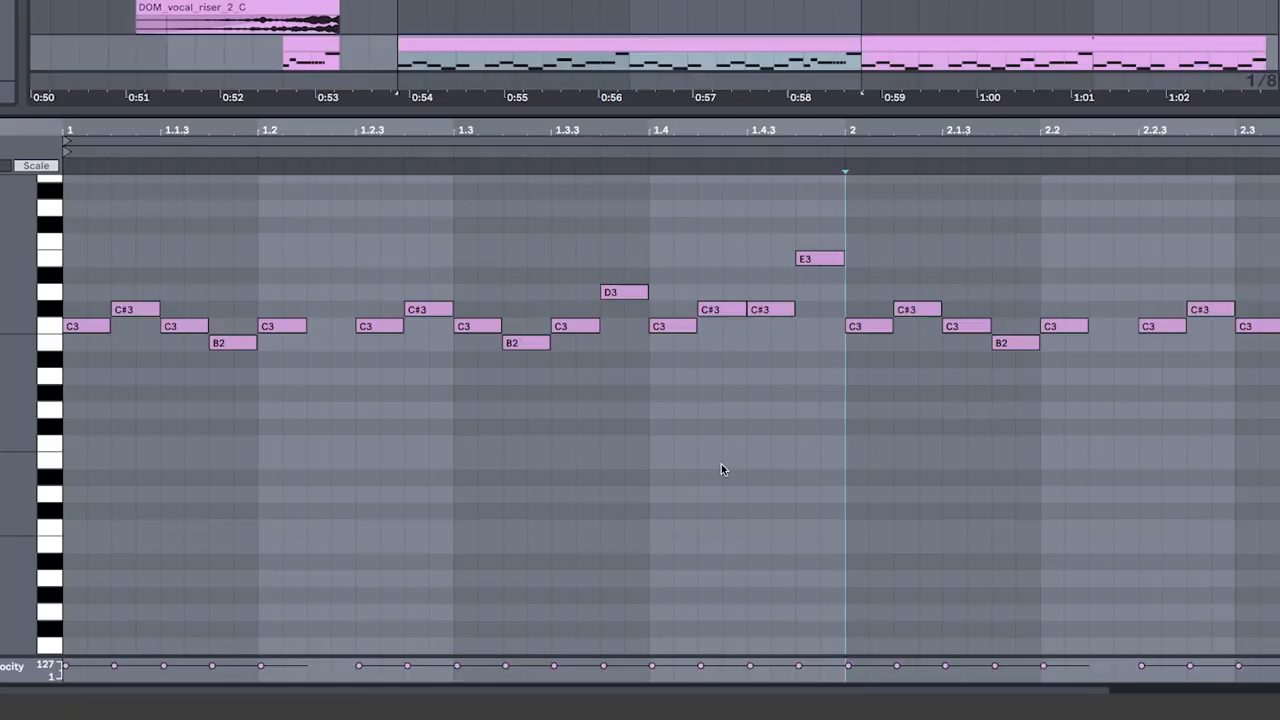 DOM_vocal_riser_2_C
1/8
0:50 0:51 0:52 0:53 0:54 0:55 0:56 0:57 0:58 0:59 1:00 1:01 1:02
1 1.1.3 1.2 1.2.3 1.3 1.3.3 1.4 1.4.3 2 2.1.3 2.2 2.2.3 2.3
Scale
E3
D3
C#3 C#3 C#3 C#3 C#3 C#3
C3 C3 C3 C3 C3 C3 C3 C3 C3 C3 C3 C3
B2 B2 B2
ocity 127
1